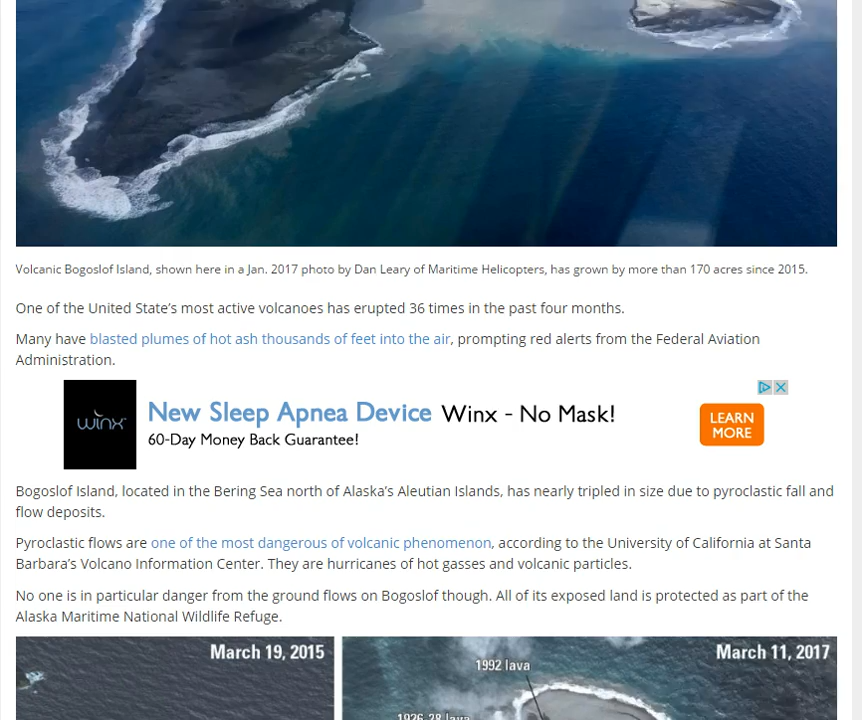 Volcanic Bogoslof Island, shown here in a Jan. 2017 photo by Dan Leary of Maritime Helicopters, has grown by more than 170 acres since 2015.
One of the United State's most active volcanoes has erupted 36 times in the past four months.
Many have blasted plumes of hot ash thousands of feet into the air, prompting red alerts from the Federal Aviation
Administration.
winx
New Sleep Apnea Device Winx - No Mask!
60-Day Money Back Guarantee!
LEARN
MORE
Bogoslof Island, located in the Bering Sea north of Alaska's Aleutian Islands, has nearly tripled in size due to pyroclastic fall and
flow deposits.
Pyroclastic flows are one of the most dangerous of volcanic phenomenon, according to the University of California at Santa
Barbara's Volcano Information Center. They are hurricanes of hot gasses and volcanic particles.
No one is in particular danger from the ground flows on Bogoslof though. All of its exposed land is protected as part of the
Alaska Maritime National Wildlife Refuge.
March 19, 2015
March 11, 2017
1992 lava
1926-28 lava